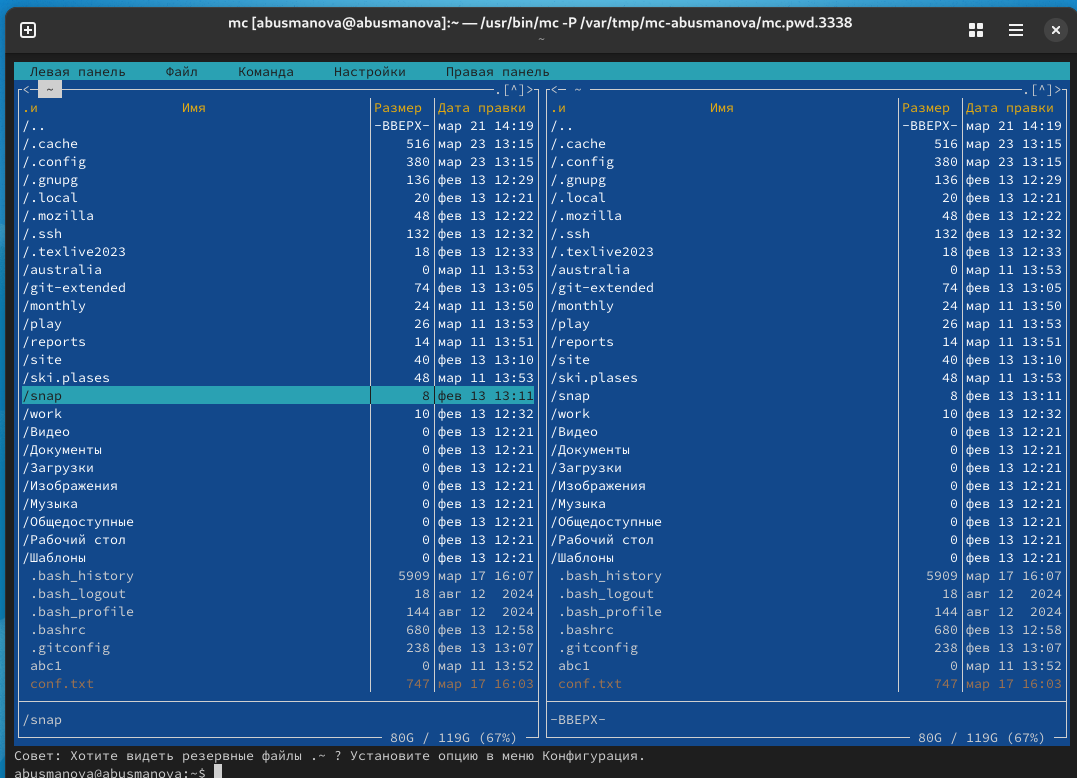 mc [abusmanova@abusmanova]:~ — /usr/bin/mc -P /var/tmp/mc-abusmanova/mc.pwd.3338
~
Левая панель Файл Команда Настройки Правая панель
<— ~ .[^]> <— ~ .[^]>
.и Имя Размер Дата правки .и Имя Размер Дата правки
/.. -ВВЕРХ- мар 21 14:19 /.. -ВВЕРХ- мар 21 14:19
/.cache 516 мар 23 13:15 /.cache 516 мар 23 13:15
/.config 380 мар 23 13:15 /.config 380 мар 23 13:15
/.gnupg 136 фев 13 12:29 /.gnupg 136 фев 13 12:29
/.local 20 фев 13 12:21 /.local 20 фев 13 12:21
/.mozilla 48 фев 13 12:22 /.mozilla 48 фев 13 12:22
/.ssh 132 фев 13 12:32 /.ssh 132 фев 13 12:32
/.texlive2023 18 фев 13 12:33 /.texlive2023 18 фев 13 12:33
/australia 0 мар 11 13:53 /australia 0 мар 11 13:53
/git-extended 74 фев 13 13:05 /git-extended 74 фев 13 13:05
/monthly 24 мар 11 13:50 /monthly 24 мар 11 13:50
/play 26 мар 11 13:53 /play 26 мар 11 13:53
/reports 14 мар 11 13:51 /reports 14 мар 11 13:51
/site 40 фев 13 13:10 /site 40 фев 13 13:10
/ski.plases 48 мар 11 13:53 /ski.plases 48 мар 11 13:53
/snap 8 фев 13 13:11 /snap 8 фев 13 13:11
/work 10 фев 13 12:32 /work 10 фев 13 12:32
/Видео 0 фев 13 12:21 /Видео 0 фев 13 12:21
/Документы 0 фев 13 12:21 /Документы 0 фев 13 12:21
/Загрузки 0 фев 13 12:21 /Загрузки 0 фев 13 12:21
/Изображения 0 фев 13 12:21 /Изображения 0 фев 13 12:21
/Музыка 0 фев 13 12:21 /Музыка 0 фев 13 12:21
/Общедоступные 0 фев 13 12:21 /Общедоступные 0 фев 13 12:21
/Рабочий стол 0 фев 13 12:21 /Рабочий стол 0 фев 13 12:21
/Шаблоны 0 фев 13 12:21 /Шаблоны 0 фев 13 12:21
.bash_history 5909 мар 17 16:07 .bash_history 5909 мар 17 16:07
.bash_logout 18 авг 12 2024 .bash_logout 18 авг 12 2024
.bash_profile 144 авг 12 2024 .bash_profile 144 авг 12 2024
.bashrc 680 фев 13 12:58 .bashrc 680 фев 13 12:58
.gitconfig 238 фев 13 13:07 .gitconfig 238 фев 13 13:07
abc1 0 мар 11 13:52 abc1 0 мар 11 13:52
conf.txt 747 мар 17 16:03 conf.txt 747 мар 17 16:03
/snap -ВВЕРХ-
80G / 119G (67%) 80G / 119G (67%)
Совет: Хотите видеть резервные файлы .~ ? Установите опцию в меню Конфигурация.
abusmanova@abusmanova:~$